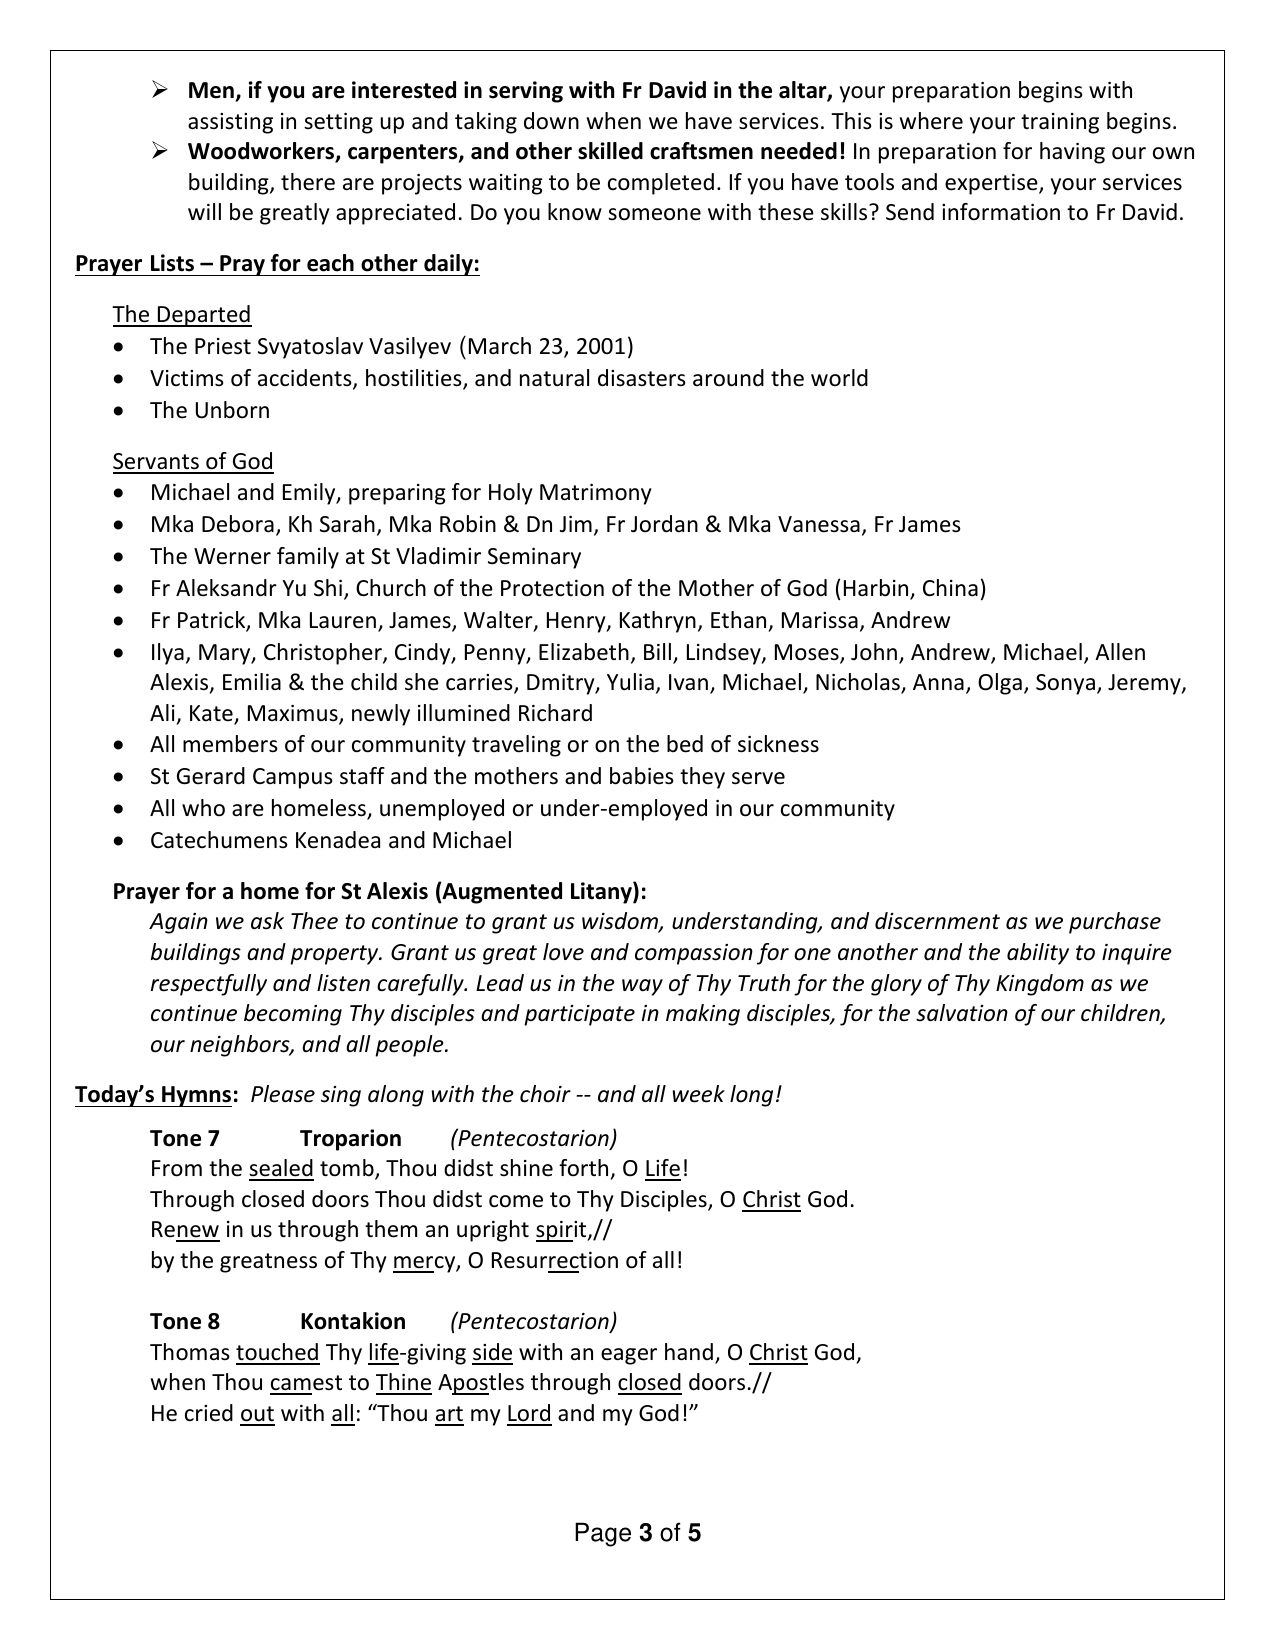 ➢ Men, if you are interested in serving with Fr David in the altar, your preparation begins with
assisting in setting up and taking down when we have services. This is where your training begins.
➢ Woodworkers, carpenters, and other skilled craftsmen needed! In preparation for having our own
building, there are projects waiting to be completed. If you have tools and expertise, your services
will be greatly appreciated. Do you know someone with these skills? Send information to Fr David.
Prayer Lists – Pray for each other daily:
The Departed
• The Priest Svyatoslav Vasilyev (March 23, 2001)
• Victims of accidents, hostilities, and natural disasters around the world
• The Unborn
Servants of God
• Michael and Emily, preparing for Holy Matrimony
• Mka Debora, Kh Sarah, Mka Robin & Dn Jim, Fr Jordan & Mka Vanessa, Fr James
• The Werner family at St Vladimir Seminary
• Fr Aleksandr Yu Shi, Church of the Protection of the Mother of God (Harbin, China)
• Fr Patrick, Mka Lauren, James, Walter, Henry, Kathryn, Ethan, Marissa, Andrew
• Ilya, Mary, Christopher, Cindy, Penny, Elizabeth, Bill, Lindsey, Moses, John, Andrew, Michael, Allen
Alexis, Emilia & the child she carries, Dmitry, Yulia, Ivan, Michael, Nicholas, Anna, Olga, Sonya, Jeremy,
Ali, Kate, Maximus, newly illumined Richard
• All members of our community traveling or on the bed of sickness
• St Gerard Campus staff and the mothers and babies they serve
• All who are homeless, unemployed or under-employed in our community
• Catechumens Kenadea and Michael
Prayer for a home for St Alexis (Augmented Litany):
Again we ask Thee to continue to grant us wisdom, understanding, and discernment as we purchase
buildings and property. Grant us great love and compassion for one another and the ability to inquire
respectfully and listen carefully. Lead us in the way of Thy Truth for the glory of Thy Kingdom as we
continue becoming Thy disciples and participate in making disciples, for the salvation of our children,
our neighbors, and all people.
Today’s Hymns: Please sing along with the choir -- and all week long!
Tone 7 Troparion (Pentecostarion)
From the sealed tomb, Thou didst shine forth, O Life!
Through closed doors Thou didst come to Thy Disciples, O Christ God.
Renew in us through them an upright spirit,//
by the greatness of Thy mercy, O Resurrection of all!
Tone 8 Kontakion (Pentecostarion)
Thomas touched Thy life-giving side with an eager hand, O Christ God,
when Thou camest to Thine Apostles through closed doors.//
He cried out with all: “Thou art my Lord and my God!”
Page 3 of 5